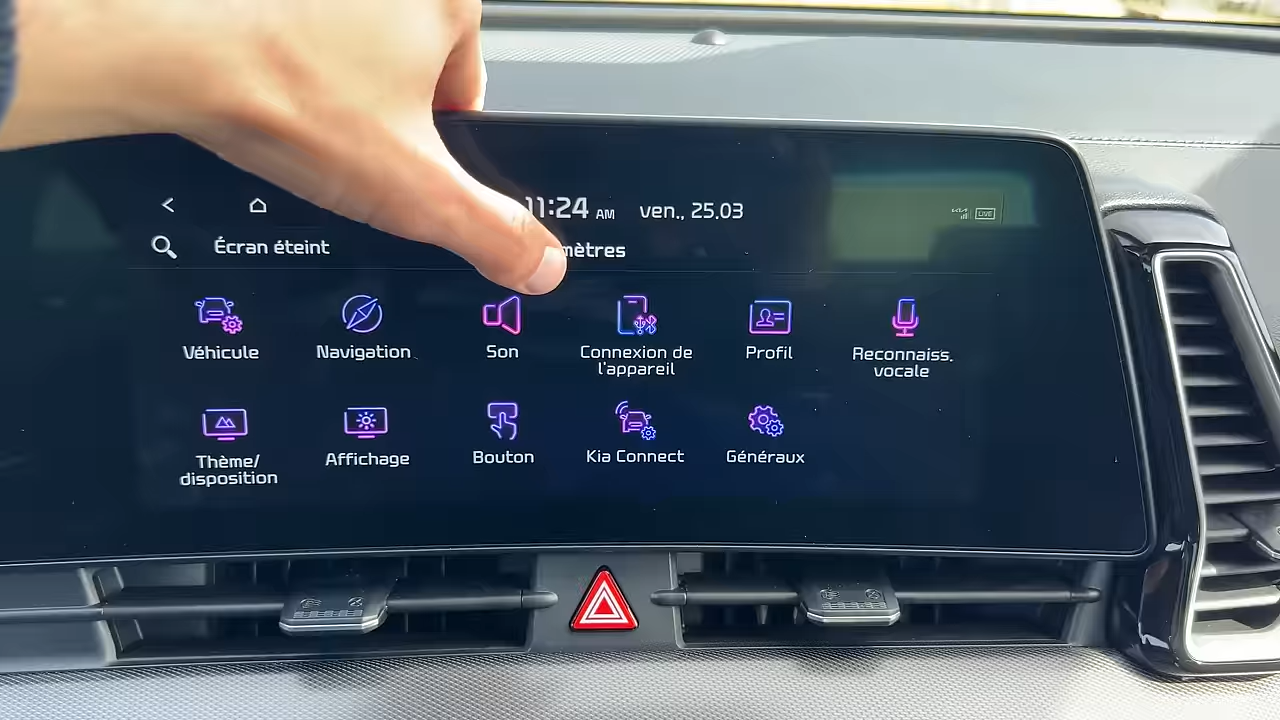 11:24 AM ven., 25.03
LIVE
Écran éteint
mètres
Véhicule
Navigation
Son
Connexion de
l'appareil
Profil
Reconnaiss.
vocale
Thème/
disposition
Affichage
Bouton
Kia Connect
Généraux